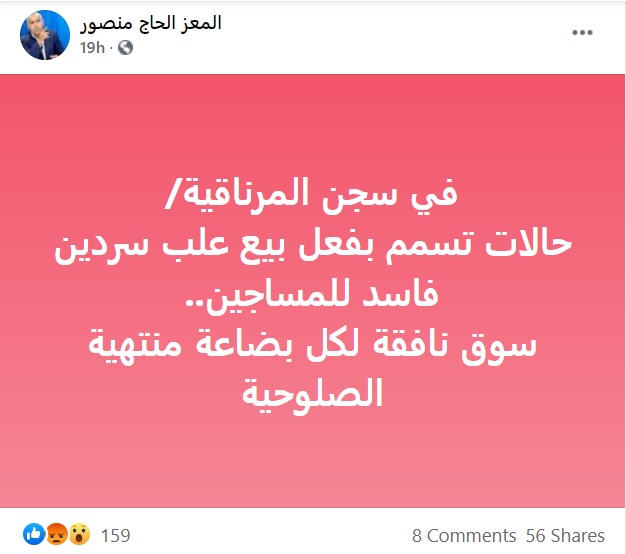 المعز الحاج منصور
19h ·
في سجن المرناقية/
حالات تسمم بفعل بيع علب سردين
فاسد للمساجين..
سوق نافقة لكل بضاعة منتهية
الصلوحية
159
8 Comments 56 Shares